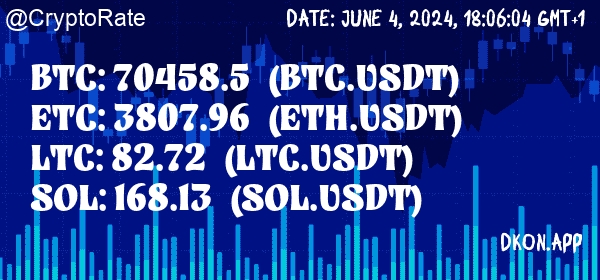 @CryptoRate
DATE: JUNE 4, 2024, 18:06:04 GMT+1
BTC: 70458.5 (BTC.USDT)
ETC: 3807.96 (ETH.USDT)
LTC: 82.72 (LTC.USDT)
SOL: 168.13 (SOL.USDT)
DKON.APP